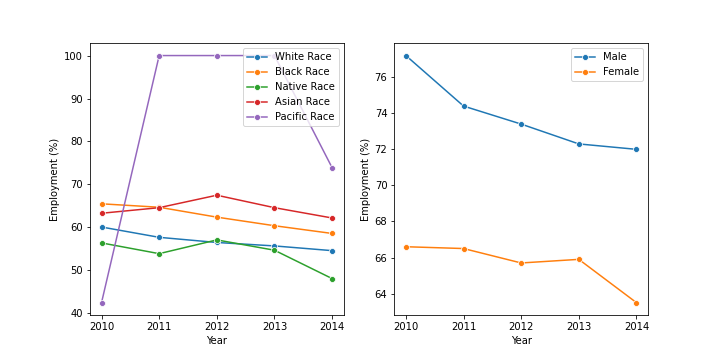 100
90
80
70
60
50
40
Employment (%)
2010 2011 2012 2013 2014
Year
White Race
Black Race
Native Race
Asian Race
Pacific Race
76
74
72
70
68
66
64
Employment (%)
2010 2011 2012 2013 2014
Year
Male
Female